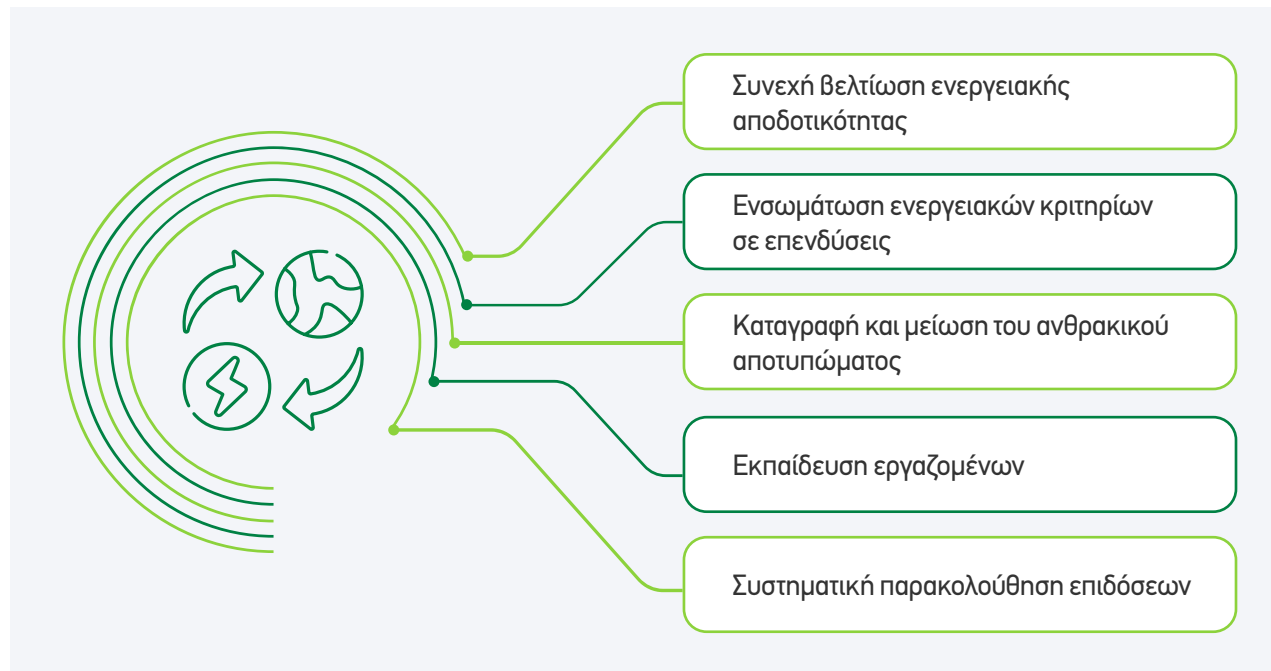 Συνεχή βελτίωση ενεργειακής
αποδοτικότητας
Ενσωμάτωση ενεργειακών κριτηρίων
σε επενδύσεις
Καταγραφή και μείωση του ανθρακικού
αποτυπώματος
Εκπαίδευση εργαζομένων
Συστηματική παρακολούθηση επιδόσεων